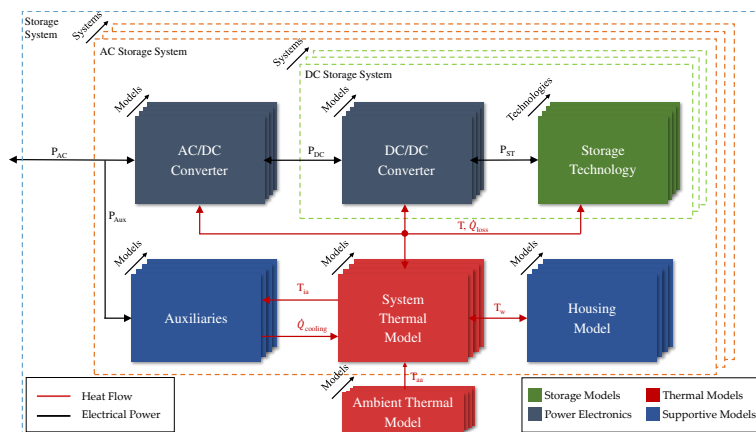 Storage
System
Systems
AC Storage System
Systems
DC Storage System
Models
Models
Technologies
AC/DC
Converter
DC/DC
Converter
Storage
Technology
P_AC
P_DC
P_ST
P_Aux
T, Q̇_loss
Models
Models
Models
Auxiliaries
T_ia
Q̇_cooling
System
Thermal
Model
T_w
Housing
Model
T_aa
Models
Ambient Thermal
Model
Heat Flow
Electrical Power
Storage Models
Thermal Models
Power Electronics
Supportive Models